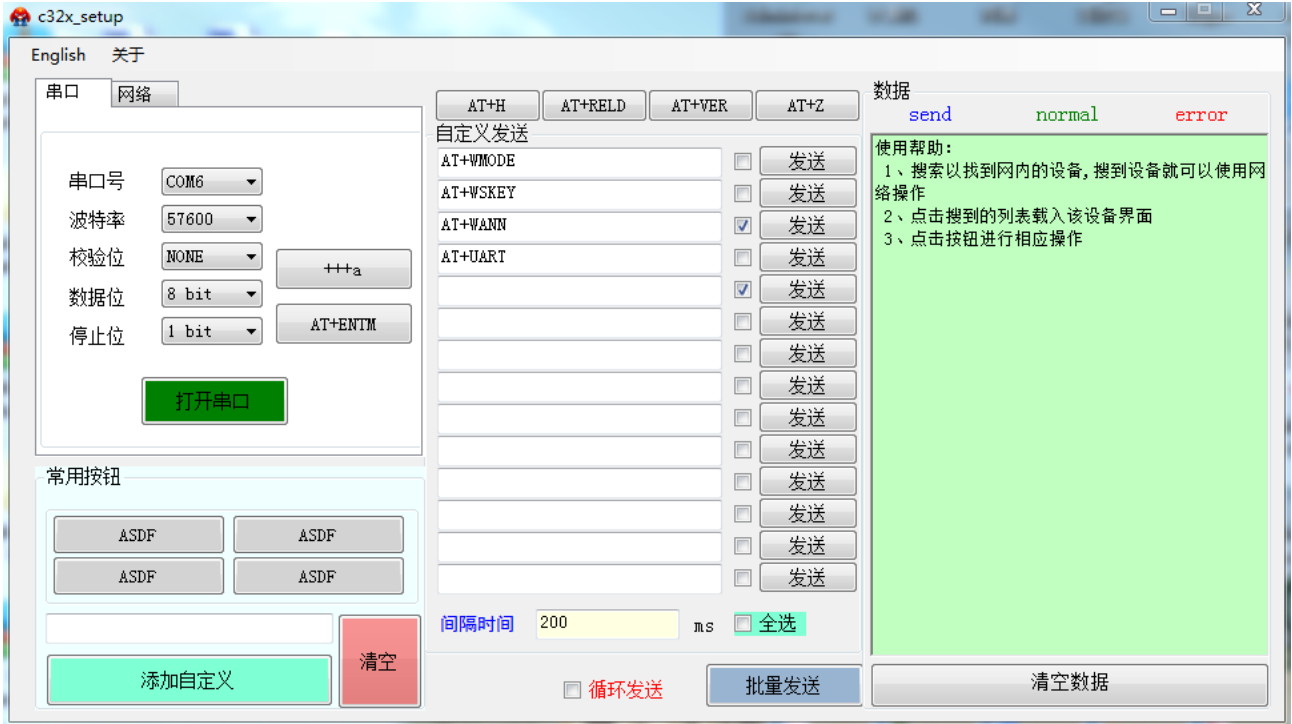 c32x_setup
English 关于
串口 网络
串口号 COM6
波特率 57600
校验位 NONE
数据位 8 bit
停止位 1 bit
+++a
AT+ENTM
打开串口
常用按钮
ASDF ASDF
ASDF ASDF
添加自定义
清空
AT+H AT+RELD AT+VER AT+Z
自定义发送
AT+WMODE 发送
AT+WSKEY 发送
AT+WANN 发送
AT+UART 发送
发送
发送
发送
发送
发送
发送
发送
发送
发送
发送
间隔时间 200 ms 全选
循环发送 批量发送
数据
send normal error
使用帮助:
1、搜索以找到网内的设备,搜到设备就可以使用网
络操作
2、点击搜到的列表载入该设备界面
3、点击按钮进行相应操作
清空数据